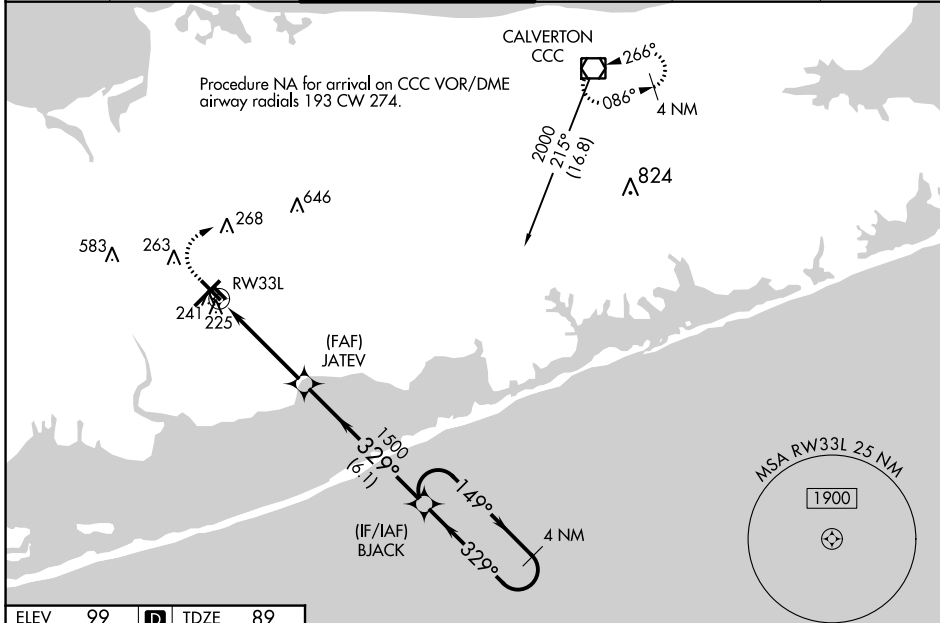 CALVERTON
CCC
266°
086°
4 NM
Procedure NA for arrival on CCC VOR/DME
airway radials 193 CW 274.
2000
215°
(16.8)
824
646
268
583
263
RW33L
241
225
(FAF)
JATEV
1500
329°
(6.1)
149°
4 NM
(IF/IAF)
BJACK
329°
MSA RW33L 25 NM
1900
ELEV 99 D TDZE 89